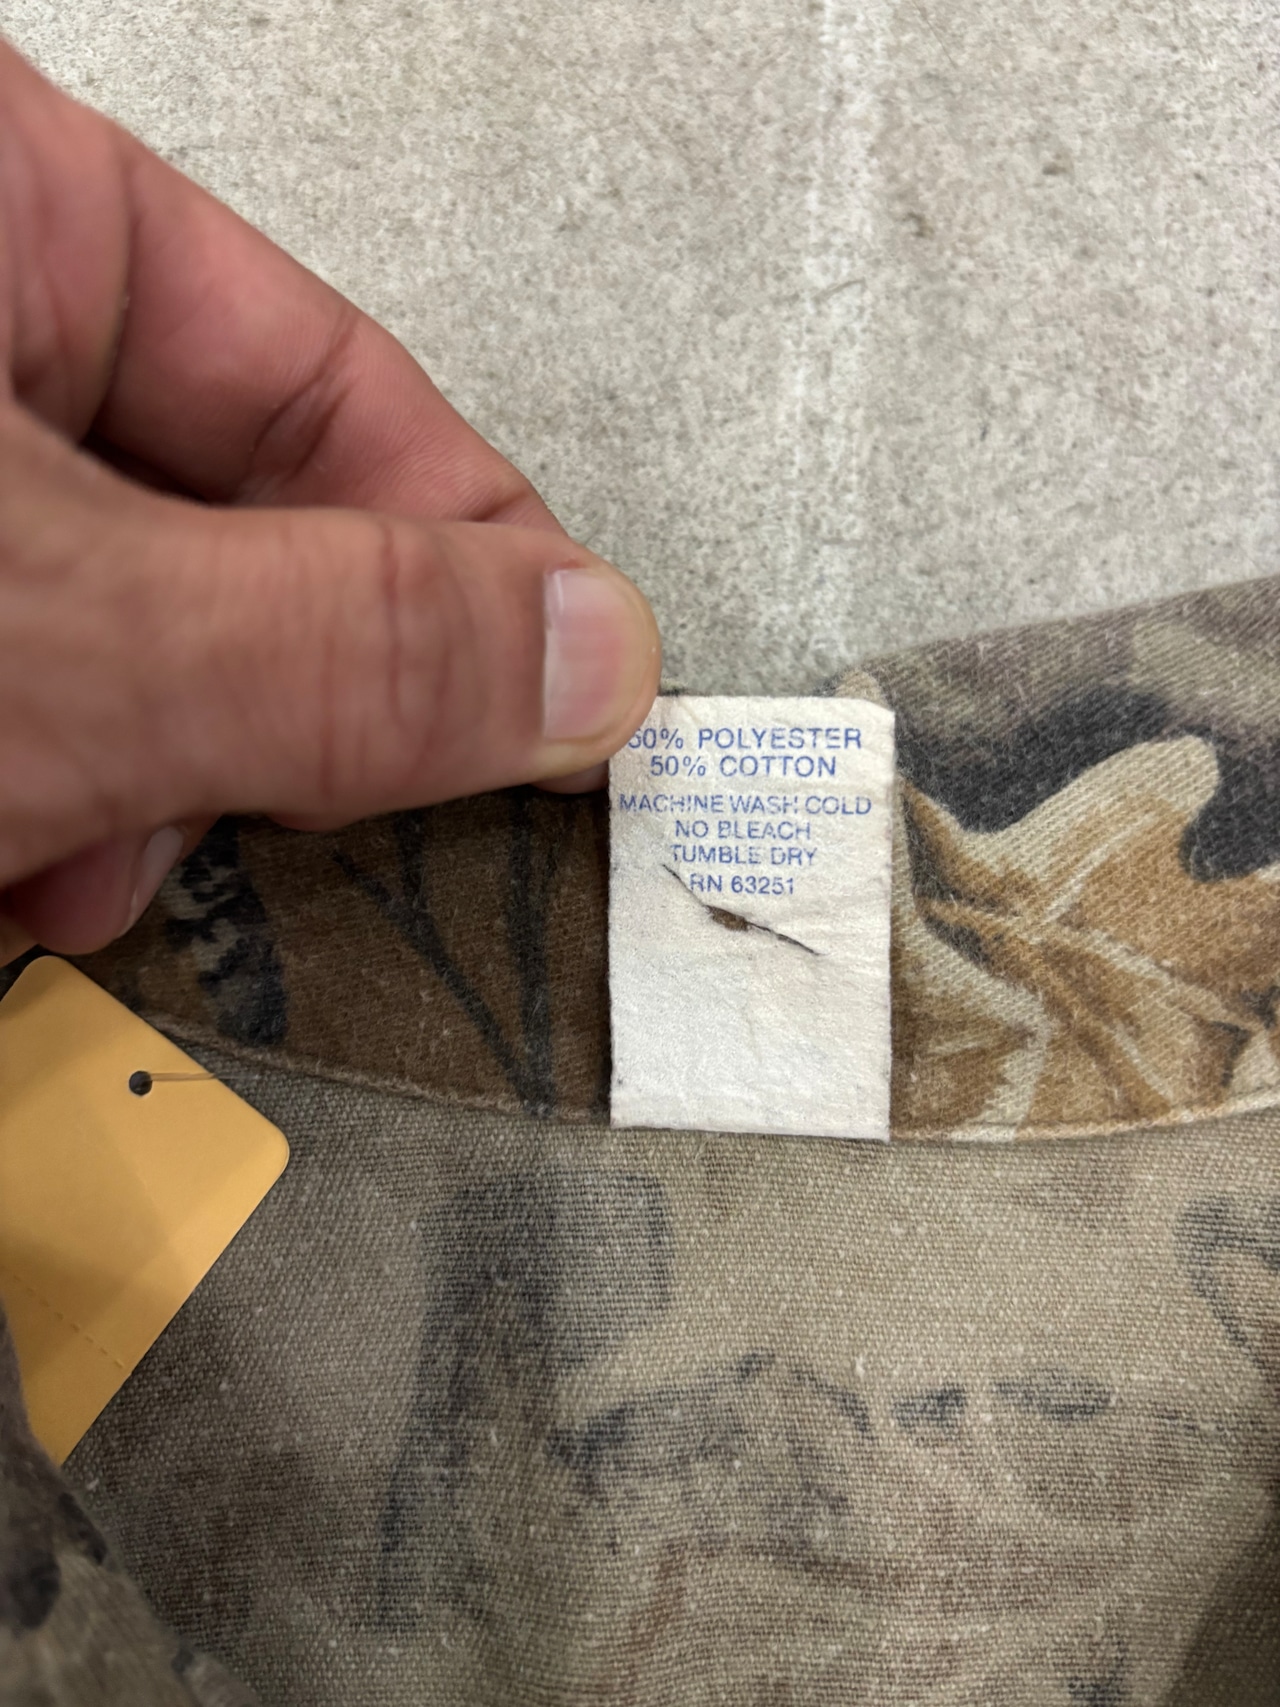 50% POLYESTER
50% COTTON
MACHINE WASH COLD
NO BLEACH
TUMBLE DRY
RN 63251